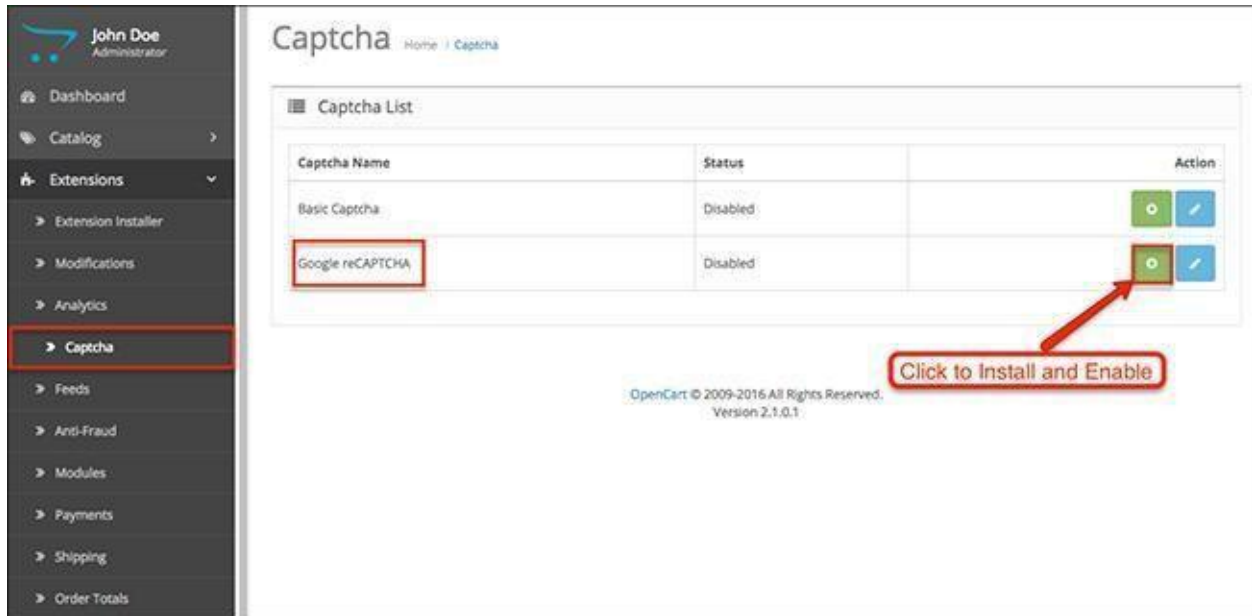 John Doe
Administrator
Dashboard
Catalog
Extensions
Extension Installer
Modifications
Analytics
Captcha
Feeds
Anti-Fraud
Modules
Payments
Shipping
Order Totals
Captcha Home / Captcha
Captcha List
Captcha Name Status Action
Basic Captcha Disabled
Google reCAPTCHA Disabled
Click to Install and Enable
OpenCart © 2009-2016 All Rights Reserved.
Version 2.1.0.1